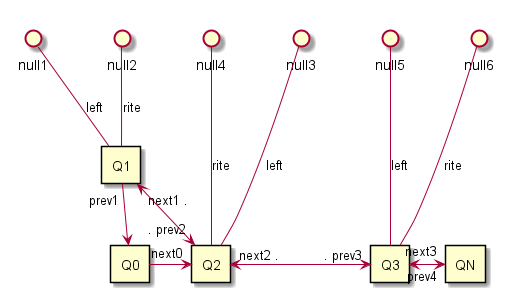 null1 null2 null4 null3 null5 null6
left rite rite left left rite
Q1
prev1 next1 .
. prev2
next0 next2 . . prev3 next3
Q0 Q2 Q3 QN
prev4